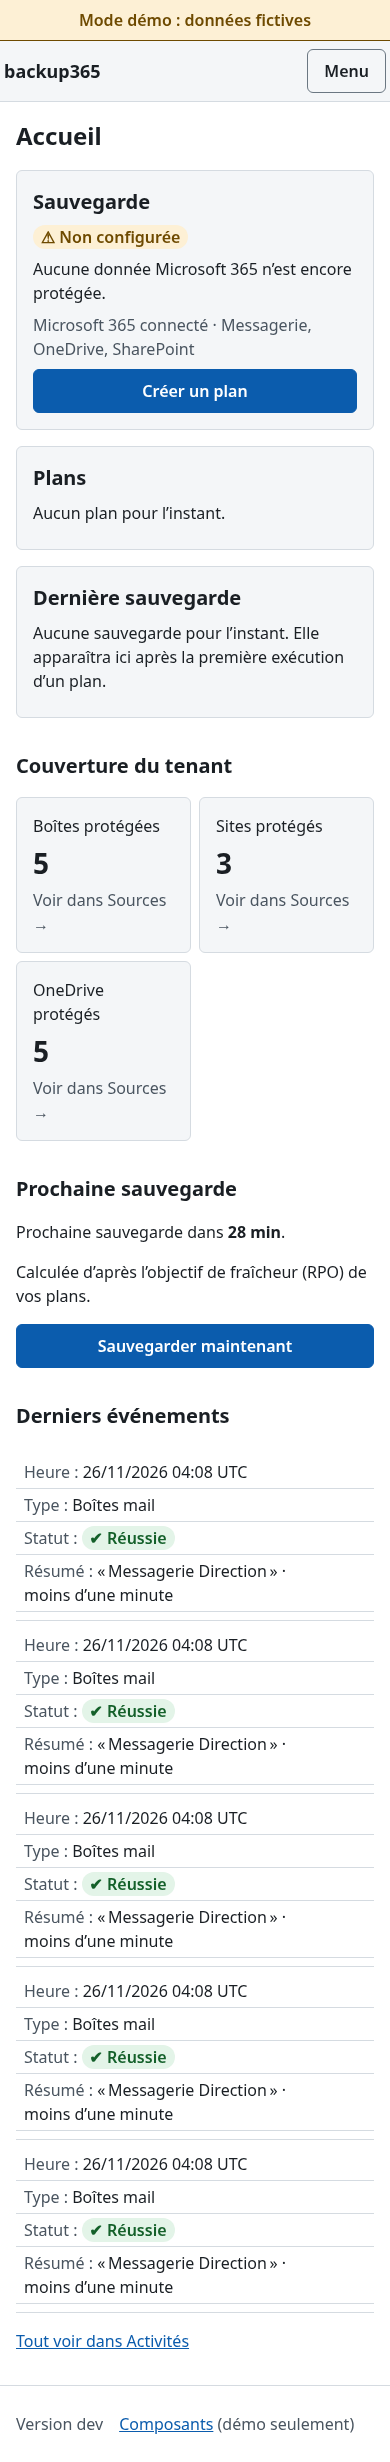 Mode démo : données fictives
backup365
Menu
Accueil
Sauvegarde
⚠ Non configurée
Aucune donnée Microsoft 365 n’est encore
protégée.
Microsoft 365 connecté · Messagerie,
OneDrive, SharePoint
Créer un plan
Plans
Aucun plan pour l’instant.
Dernière sauvegarde
Aucune sauvegarde pour l’instant. Elle
apparaîtra ici après la première exécution
d’un plan.
Couverture du tenant
Boîtes protégées
5
Voir dans Sources
→
Sites protégés
3
Voir dans Sources
→
OneDrive
protégés
5
Voir dans Sources
→
Prochaine sauvegarde
Prochaine sauvegarde dans 28 min.
Calculée d’après l’objectif de fraîcheur (RPO) de
vos plans.
Sauvegarder maintenant
Derniers événements
Heure : 26/11/2026 04:08 UTC
Type : Boîtes mail
Statut : ✔ Réussie
Résumé : « Messagerie Direction » ·
moins d’une minute
Heure : 26/11/2026 04:08 UTC
Type : Boîtes mail
Statut : ✔ Réussie
Résumé : « Messagerie Direction » ·
moins d’une minute
Heure : 26/11/2026 04:08 UTC
Type : Boîtes mail
Statut : ✔ Réussie
Résumé : « Messagerie Direction » ·
moins d’une minute
Heure : 26/11/2026 04:08 UTC
Type : Boîtes mail
Statut : ✔ Réussie
Résumé : « Messagerie Direction » ·
moins d’une minute
Heure : 26/11/2026 04:08 UTC
Type : Boîtes mail
Statut : ✔ Réussie
Résumé : « Messagerie Direction » ·
moins d’une minute
Tout voir dans Activités
Version dev Composants (démo seulement)